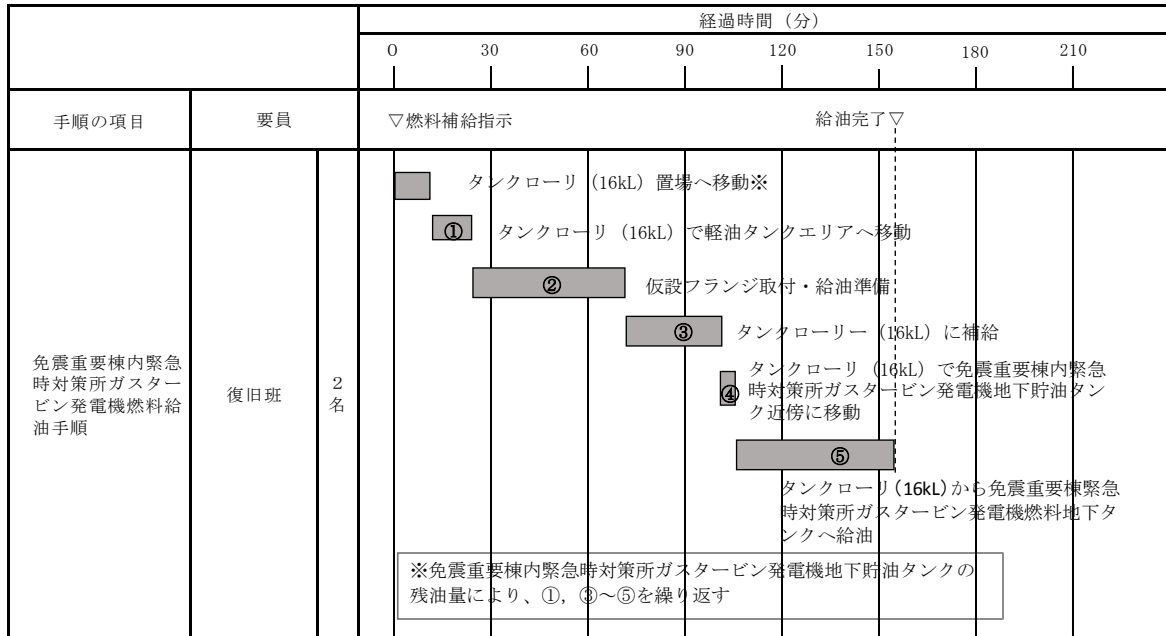 経過時間（分）
0 30 60 90 120 150 180 210
手順の項目 要員 ▽燃料補給指示 給油完了▽
免震重要棟内緊急
時対策所ガスター
ビン発電機燃料給
油手順
復旧班
2
名
タンクローリ（16kL）置場へ移動※
① タンクローリ（16kL）で軽油タンクエリアへ移動
② 仮設フランジ取付・給油準備
③ タンクローリー（16kL）に補給
タンクローリ（16kL）で免震重要棟内緊急
④ 時対策所ガスタービン発電機地下貯油タン
ク近傍に移動
⑤
タンクローリ（16kL）から免震重要棟緊急
時対策所ガスタービン発電機燃料地下タ
ンクへ給油
※免震重要棟内緊急時対策所ガスタービン発電機地下貯油タンクの
残油量により、①，③～⑤を繰り返す